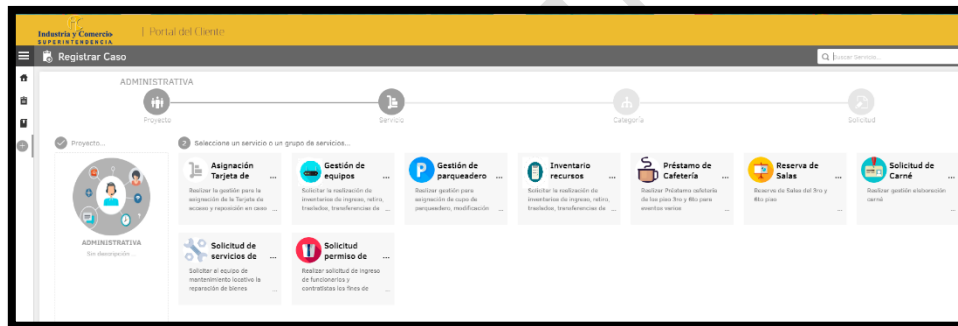 Industria y Comercio
SUPERINTENDENCIA
| Portal del Cliente
Registrar Caso
Buscar Servicio...
ADMINISTRATIVA
Proyecto
Servicio
Categoría
Solicitud
Proyecto...
2 Seleccione un servicio o un grupo de servicios...
ADMINISTRATIVA
Sin descripción
Asignación
Tarjeta de ...
Realizar la gestión para la
asignación de la Tarjeta de
acceso y reposición en caso ...
Gestión de
equipos ...
Solicitar la realización de
inventarios de ingreso, retiro,
traslados, transferencias de ...
Gestión de
parqueadero ...
Realizar gestión para
asignación de cupo de
parqueadero, modificación ...
Inventario
recursos ...
Solicitar la realización de
inventarios de ingreso, retiro,
traslados, transferencias de ...
Préstamo de
Cafetería ...
Realizar Préstamo cafetería
de los piso 3ro y 6to para
eventos varios ...
Reserva de
Salas ...
Reserva de Salas del 3ro y
6to piso ...
Solicitud de
Carné ...
Realizar gestión elaboración
carné ...
Solicitud de
servicios de ...
Solicitar al equipo de
mantenimiento locativo la
reparación de bienes ...
Solicitud
permiso de ...
Realizar solicitud de ingreso
de funcionarios y
contratistas los fines de ...